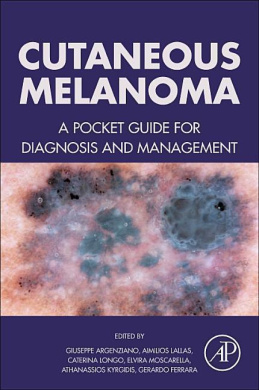 CUTANEOUS
MELANOMA
A POCKET GUIDE FOR
DIAGNOSIS AND MANAGEMENT
EDITED BY
GIUSEPPE ARGENZIANO, AIMILIOS LALLAS,
CATERINA LONGO, ELVIRA MOSCARELLA,
ATHANASSIOS KYRGIDIS, GERARDO FERRARA
AP